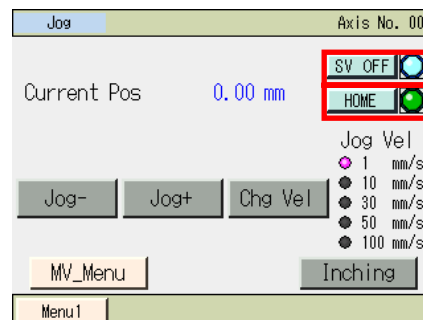 Jog Axis No. 00
SV OFF
Current Pos 0.00 mm
HOME
Jog Vel
1 mm/s
10 mm/s
30 mm/s
50 mm/s
100 mm/s
Jog- Jog+ Chg Vel
MV_Menu Inching
Menu1